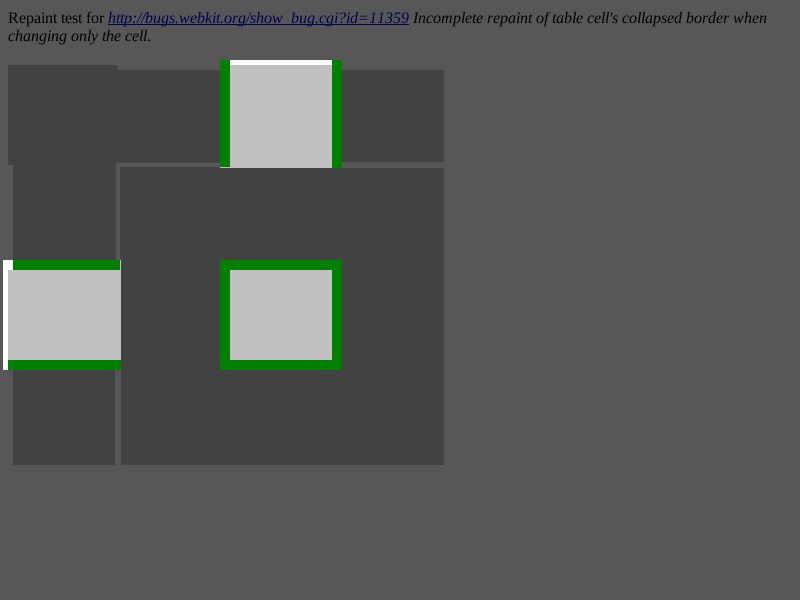 Repaint test for http://bugs.webkit.org/show_bug.cgi?id=11359 Incomplete repaint of table cell's collapsed border when
changing only the cell.